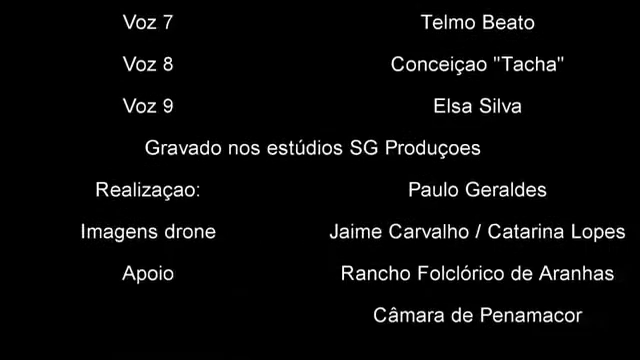 Voz 7 Telmo Beato
Voz 8 Conceiçao "Tacha"
Voz 9 Elsa Silva
Gravado nos estúdios SG Produçoes
Realizaçao: Paulo Geraldes
Imagens drone Jaime Carvalho / Catarina Lopes
Apoio Rancho Folclórico de Aranhas
Câmara de Penamacor